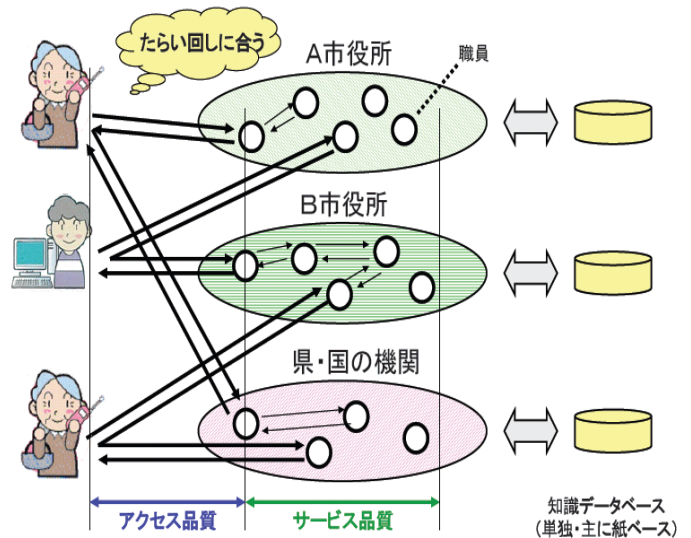 たらい回しに合う
A市役所
職員
B市役所
県・国の機関
アクセス品質
サービス品質
知識データベース
(単独・主に紙ベース)